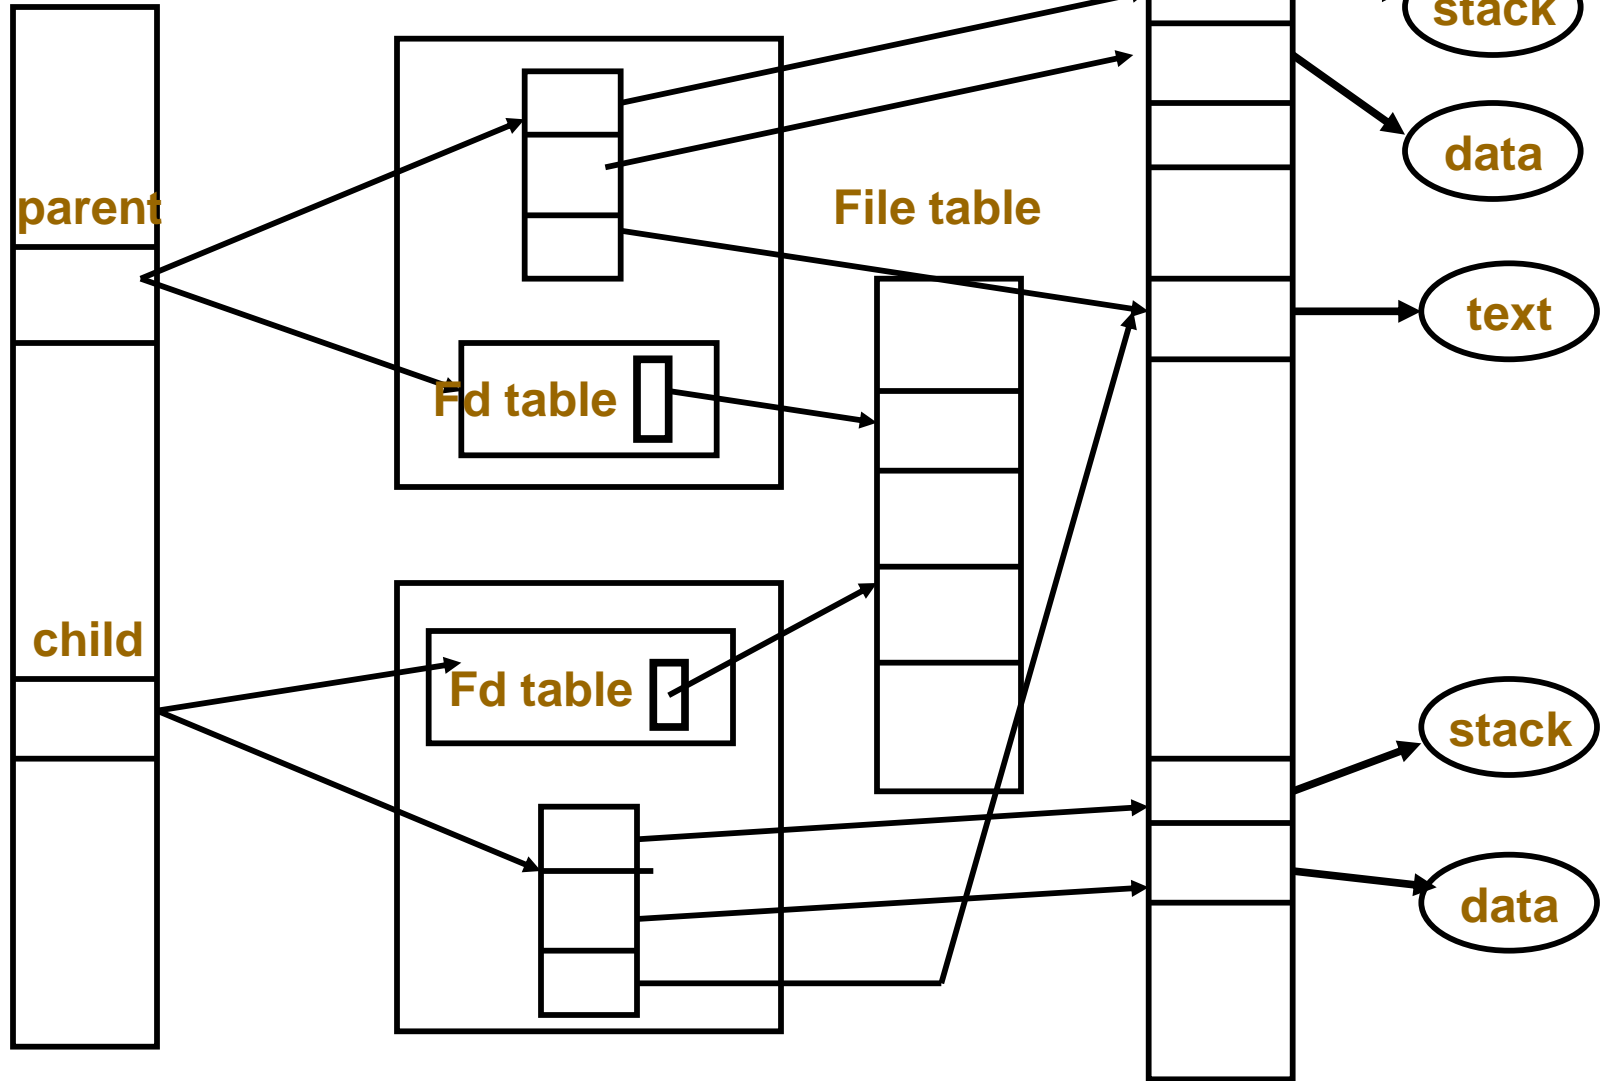 stack
data
parent
File table
text
Fd table
child
Fd table
stack
data